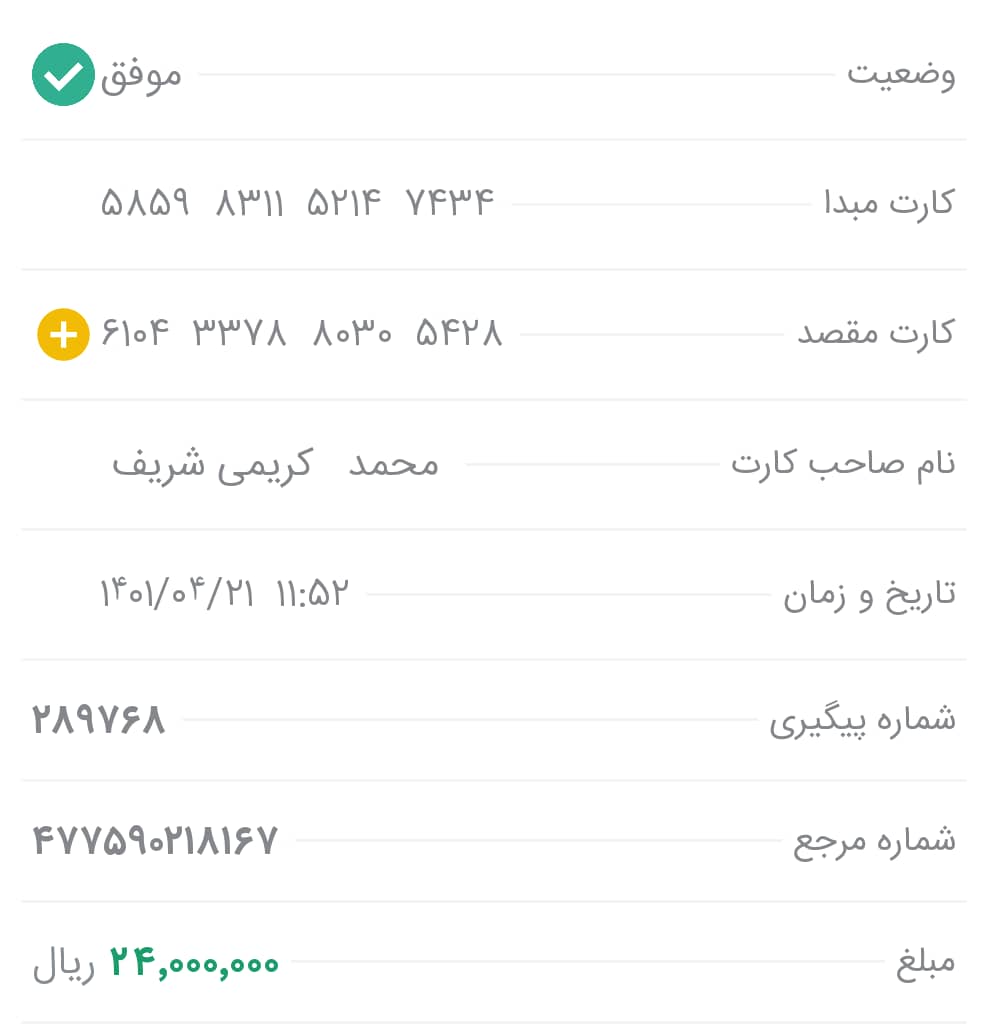 وضعیت موفق
کارت مبدا ۵۸۵۹ ۸۳۱۱ ۵۲۱۴ ۷۴۳۴
کارت مقصد ۶۱۰۴ ۳۳۷۸ ۸۰۳۰ ۵۴۲۸
نام صاحب کارت محمد کریمی شریف
تاریخ و زمان ۱۴۰۱/۰۴/۲۱ ۱۱:۵۲
شماره پیگیری ۲۸۹۷۶۸
شماره مرجع ۴۷۷۵۹۰۲۱۸۱۶۷
مبلغ ۲۴,۰۰۰,۰۰۰ ریال